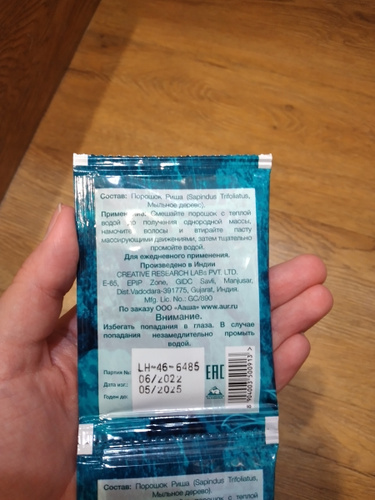 Состав: Порошок Риша (Sapindus Trifoliatus,
Мыльное дерево).
Применение: Смешайте порошок с теплой
водой до получения однородной массы,
намочите волосы и втирайте пасту
массирующими движениями, затем тщательно
промойте водой.
Для ежедневного применения.
Произведено в Индии
CREATIVE RESEARCH LABs PVT. LTD.
E-85, EPIP Zone, GIDC Savli, Manjusar,
Dist.Vadodara-391775, Gujarat, Индия.
Mfg. Lic. No.: GC/890
По заказу ООО «Ааша» www.aur.ru
Внимание.
Избегать попадания в глаза. В случае
попадания незамедлительно промыть
водой.
Партия №: LH-46-6485
Дата изг.: 06/2022
Годен до: 05/2025
EAC
Состав: Порошок Риша (Sapindus Trifoliatus,
Мыльное дерево)
с теплой